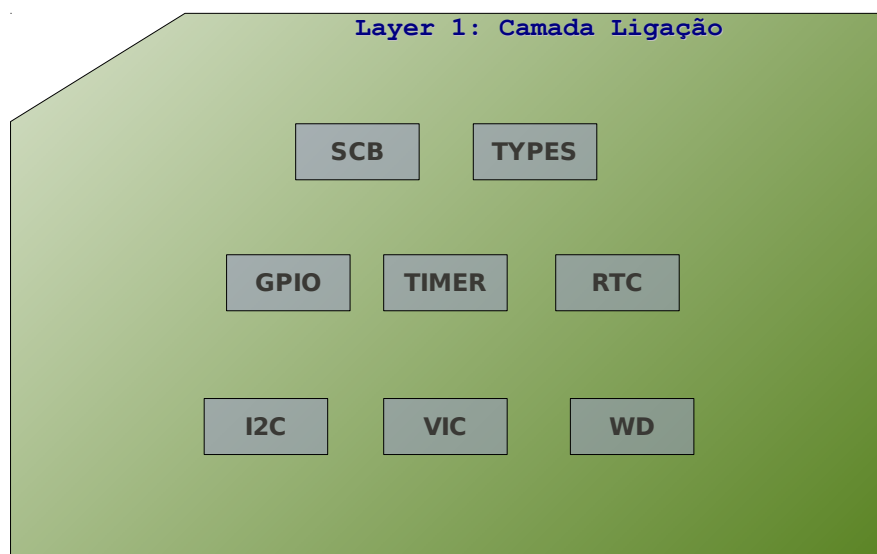 Layer 1: Camada Ligação
SCB TYPES
GPIO TIMER RTC
I2C VIC WD